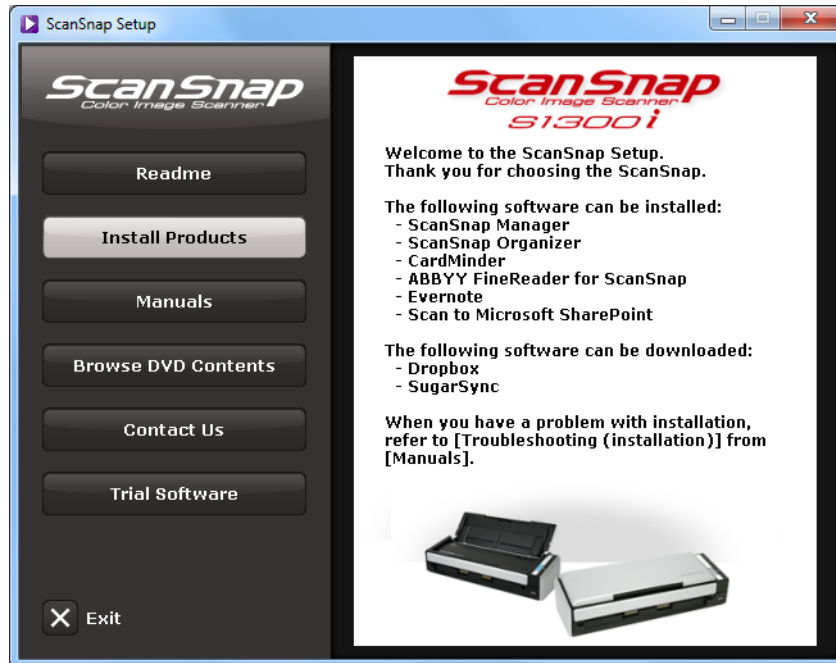 ScanSnap Setup
ScanSnap
Color Image Scanner
Readme
Install Products
Manuals
Browse DVD Contents
Contact Us
Trial Software
Exit
ScanSnap
Color Image Scanner
S1300i
Welcome to the ScanSnap Setup.
Thank you for choosing the ScanSnap.
The following software can be installed:
- ScanSnap Manager
- ScanSnap Organizer
- CardMinder
- ABBYY FineReader for ScanSnap
- Evernote
- Scan to Microsoft SharePoint
The following software can be downloaded:
- Dropbox
- SugarSync
When you have a problem with installation,
refer to [Troubleshooting (installation)] from
[Manuals].